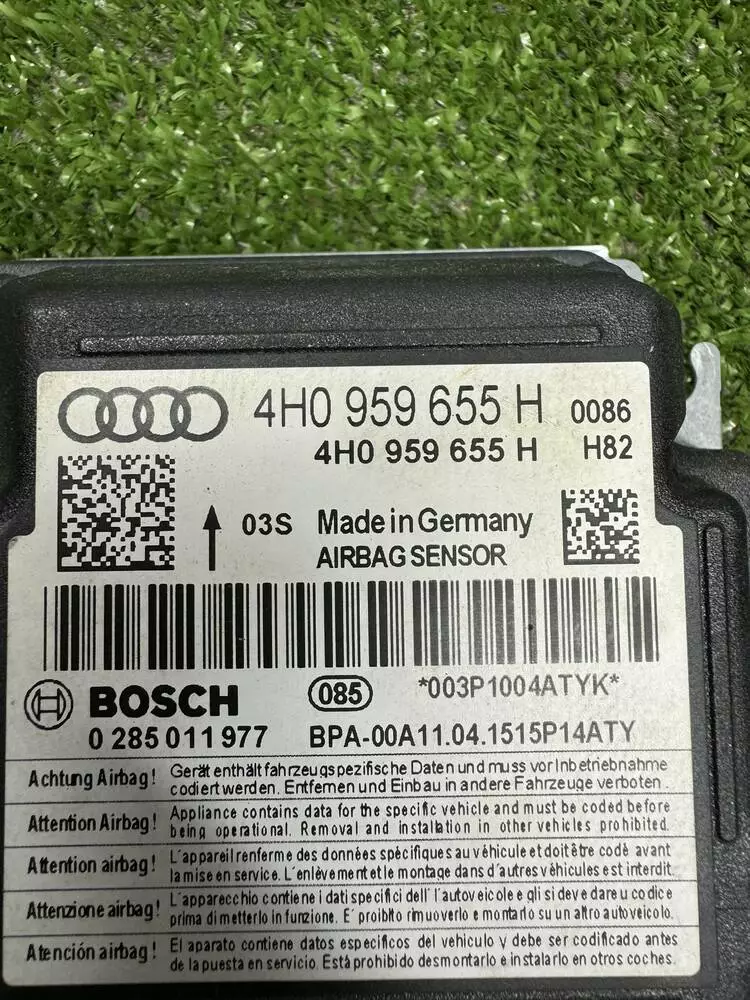 4H0 959 655 H 0086
4H0 959 655 H H82
03S Made in Germany
AIRBAG SENSOR
BOSCH 085 *003P1004ATYK*
0 285 011 977 BPA-00A11.04.1515P14ATY
Achtung Airbag! Gerät enthält fahrzeugspezifische Daten und muss vor Inbetriebnahme
codiert werden. Entfernen und Einbau in andere Fahrzeuge verboten.
Attention Airbag! Appliance contains data for the specific vehicle and must be coded before
being operational. Removal and installation in other vehicles prohibited.
Attention airbag! L'appareil renferme des données spécifiques au véhicule et doit être codé avant
la mise en service. L'enlèvement et le montage dans d'autres véhicules est interdit.
Attenzione airbag! L'apparecchio contiene i dati specifici dell'l autoveicolo e gli si deve dare u codice
prima di metterlo in funzione. E' proibito rimuoverlo e montarlo su un altro autoveicolo.
Atención airbag! El aparato contiene datos especificos del vehiculo y debe ser codificado antes
de la puesta en servicio. Está prohibido desmontarlo e instalarlo en otros coches.